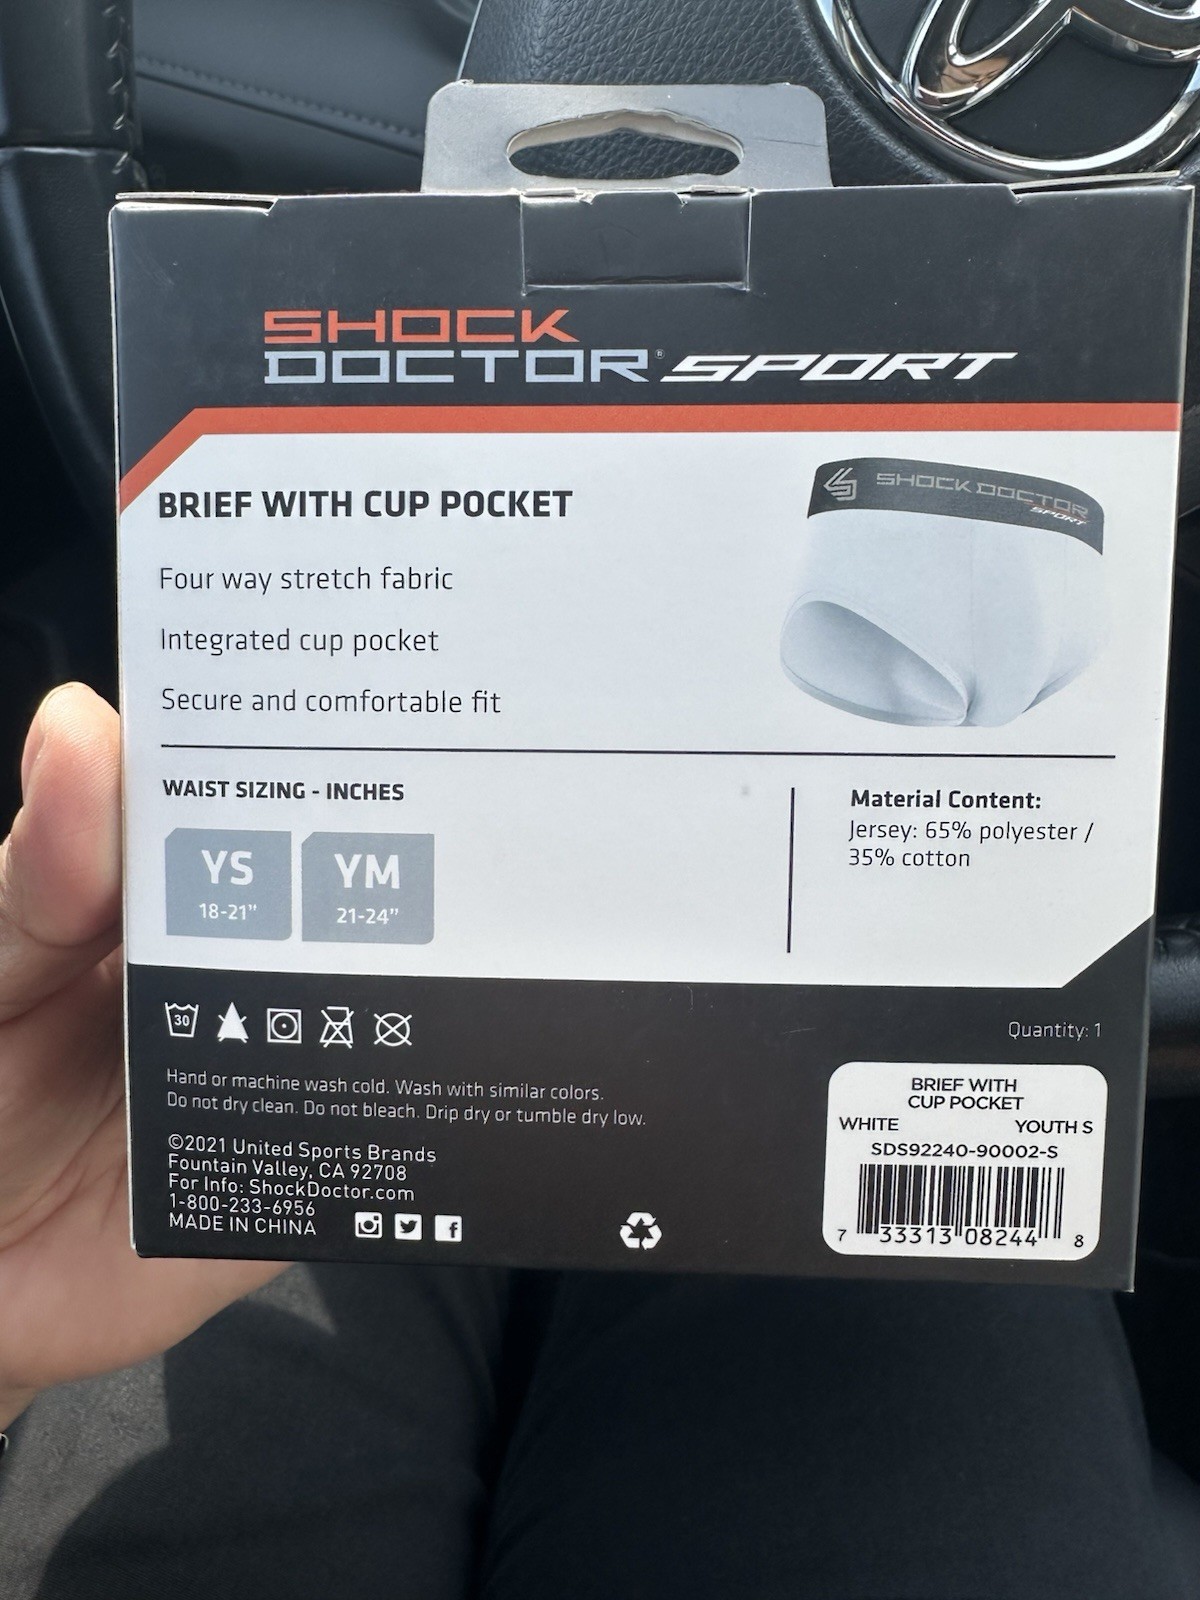 SHOCK
DOCTOR® SPORT
BRIEF WITH CUP POCKET
Four way stretch fabric
Integrated cup pocket
Secure and comfortable fit
SHOCK DOCTOR
SPORT
WAIST SIZING - INCHES
YS
18-21"
YM
21-24"
Material Content:
Jersey: 65% polyester /
35% cotton
30
Quantity: 1
Hand or machine wash cold. Wash with similar colors.
Do not dry clean. Do not bleach. Drip dry or tumble dry low.
©2021 United Sports Brands
Fountain Valley, CA 92708
For Info: ShockDoctor.com
1-800-233-6956
MADE IN CHINA
BRIEF WITH
CUP POCKET
WHITE YOUTH S
SDS92240-90002-S
7 33313 08244 8